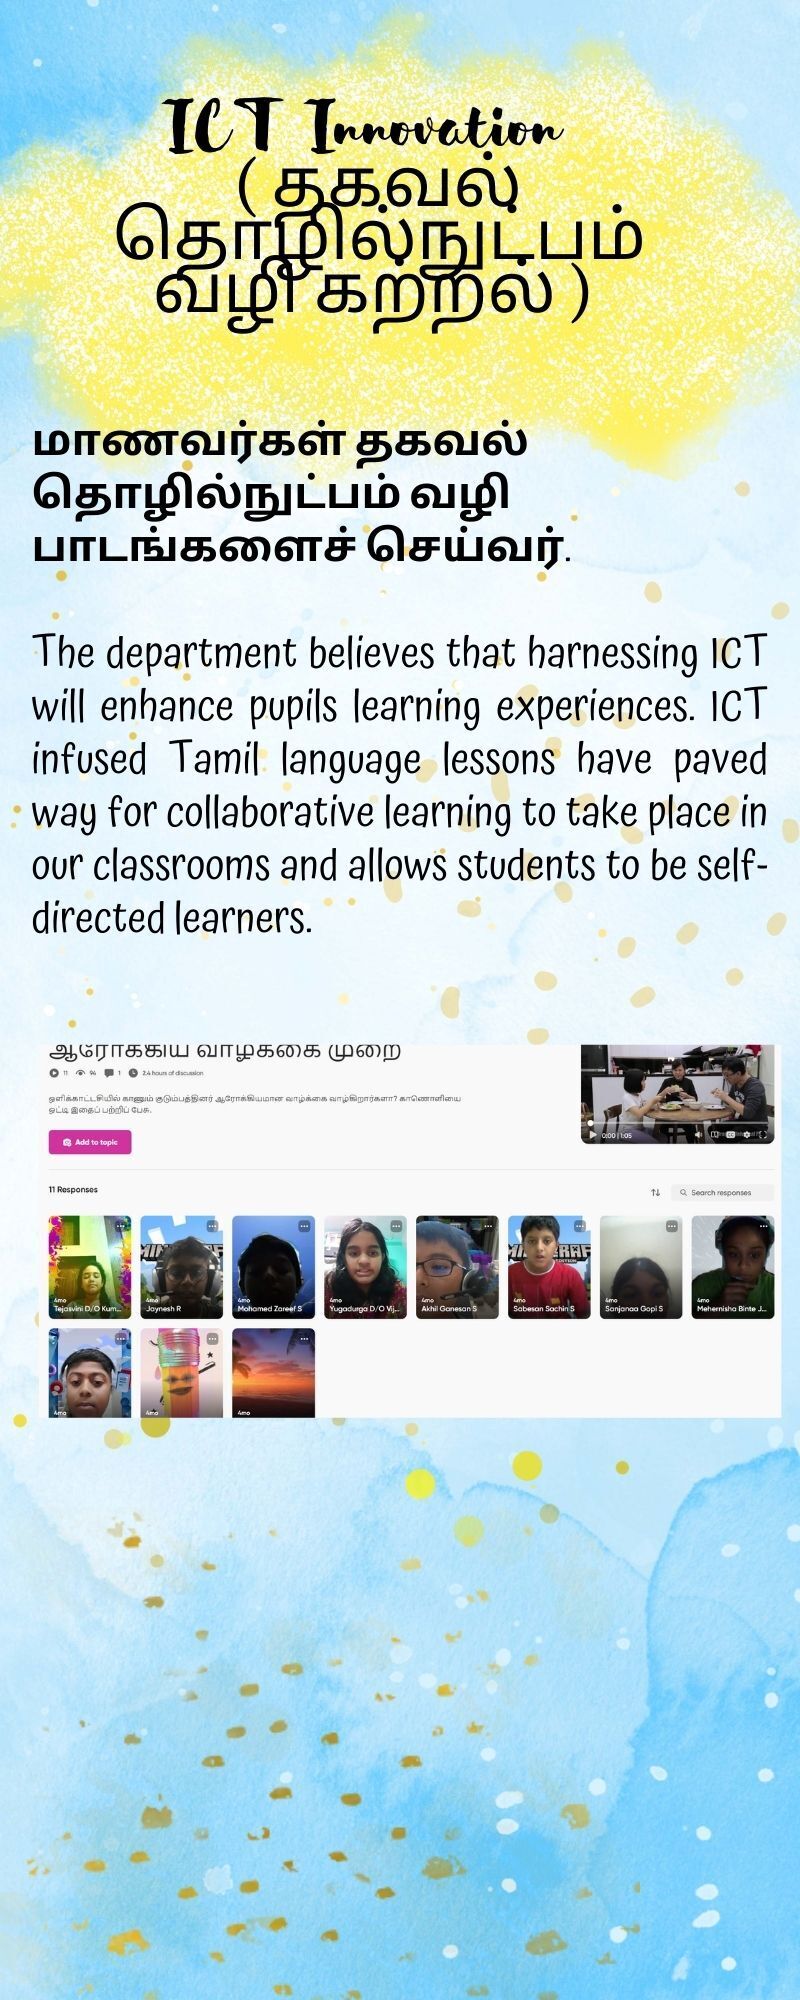 ICT Innovation
( தகவல்
தொழில்நுட்பம்
வழி கற்றல் )
மாணவர்கள் தகவல்
தொழில்நுட்பம் வழி
பாடங்களைச் செய்வர்.
The department believes that harnessing ICT
will enhance pupils learning experiences. ICT
infused Tamil language lessons have paved
way for collaborative learning to take place in
our classrooms and allows students to be self-
directed learners.
ஆரோக்கிய வாழ்க்கை முறை
11 94 1 2.4 hours of discussion
ஒளிக்காட்டசியில் காணும் குடும்பத்தினர் ஆரோக்கியமான வாழ்க்கை வாழ்கிறார்களா? காணொளியை
ஒட்டி இதைப் பற்றிப் பேசு.
Add to topic
0:00 | 1:05
11 Responses
Search responses
4mo 4mo 4mo 4mo 4mo 4mo 4mo 4mo
Tejasvini D/O Kum... Jaynesh R Mohamed Zareef S Yugadurga D/O Vij... Akhil Ganesan S Sabesan Sachin S Sanjanaa Gopi S Mehernisha Binte J...
4mo 4mo 4mo